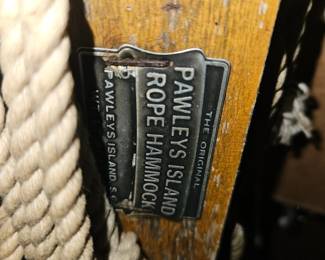 THE ORIGINAL
PAWLEYS ISLAND
ROPE HAMMOCK
PAWLEYS ISLAND, S.C.